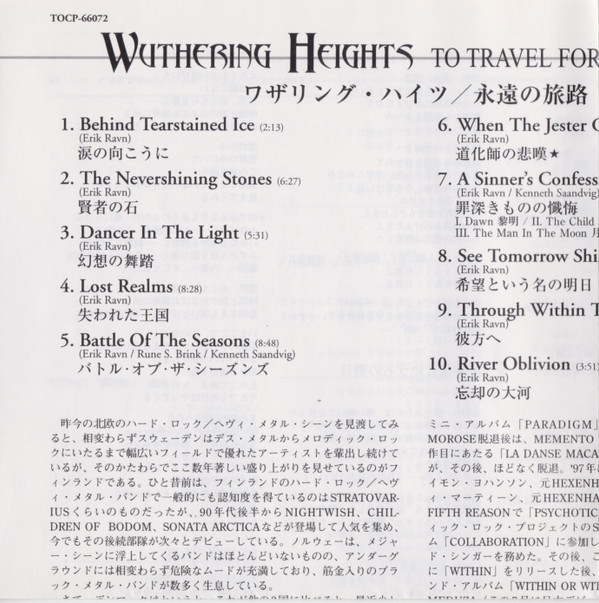 TOCP-66072
WUTHERING HEIGHTS TO TRAVEL FOR
ワザリング・ハイツ／永遠の旅路
1. Behind Tearstained Ice (2:13)
(Erik Ravn)
涙の向こうに
2. The Nevershining Stones (6:27)
(Erik Ravn)
賢者の石
3. Dancer In The Light (5:31)
(Erik Ravn)
幻想の舞踏
4. Lost Realms (8:28)
(Erik Ravn)
失われた王国
5. Battle Of The Seasons (8:48)
(Erik Ravn / Rune S. Brink / Kenneth Saandvig)
バトル・オブ・ザ・シーズンズ
6. When The Jester C
(Erik Ravn)
道化師の悲嘆★
7. A Sinner's Confess
(Erik Ravn / Kenneth Saandvig)
罪深きものの懺悔
I. Dawn 黎明 / II. The Child
III. The Man In The Moon 月
8. See Tomorrow Shi
(Erik Ravn)
希望という名の明日
9. Through Within T
(Erik Ravn)
彼方へ
10. River Oblivion (3:51)
(Erik Ravn)
忘却の大河
昨今の北欧のハード・ロック／ヘヴィ・メタル・シーンを見渡してみ
ると、相変わらずスウェーデンはデス・メタルからメロディック・ロッ
クにいたるまで幅広いフィールドで優れたアーティストを輩出し続けて
いるが、そのかたわらでここ数年著しい盛り上がりを見せているのがフ
ィンランドである。ひと昔前は、フィンランドのハード・ロック／ヘヴ
ィ・メタル・バンドで一般的にも認知度を得ているのはSTRATOVAR-
IUSくらいのものだったが、90年代後半からNIGHTWISH、CHIL-
DREN OF BODOM、SONATA ARCTICAなどが登場して人気を集め、
今でもその後続部隊が次々とデビューしている。ノルウェーは、メジャ
ー・シーンに浮上してくるバンドはほとんどいないものの、アンダーグ
ラウンドには相変わらず危険なムードが充満しており、筋金入りのブラ
ック・メタル・バンドが数多く生息している。
ミニ・アルバム「PARADIGM
MOROSE脱退後は、MEMENTO
作目にあたる「LA DANSE MACA
が、その後、ほどなく脱退。'97年に
イモン・ヨハンソン、元HEXENHA
ィ・マーティーン、元HEXENHA
FIFTH REASONで「PSYCHOTIC
ィック・ロック・プロジェクトのS
ム「COLLABORATION」に参加し
ド・シンガーを務めた。その後、こ
に「WITHIN」をリリースした後、
ンド・アルバム「WITHIN OR WIT